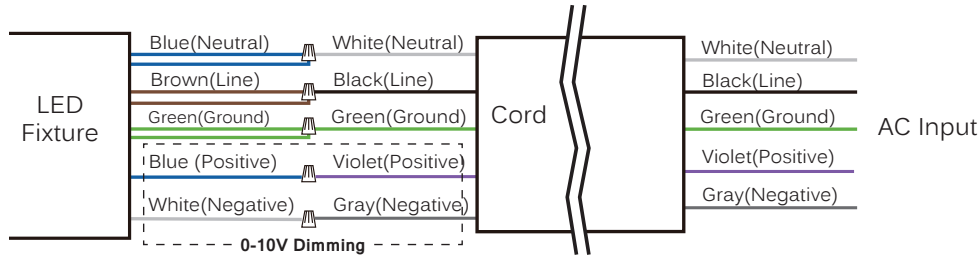 LED
Fixture
Blue(Neutral)
White(Neutral)
Brown(Line)
Black(Line)
Green(Ground)
Green(Ground)
Blue (Positive)
Violet(Positive)
White(Negative)
Gray(Negative)
0-10V Dimming
Cord
White(Neutral)
Black(Line)
Green(Ground)
Violet(Positive)
Gray(Negative)
AC Input